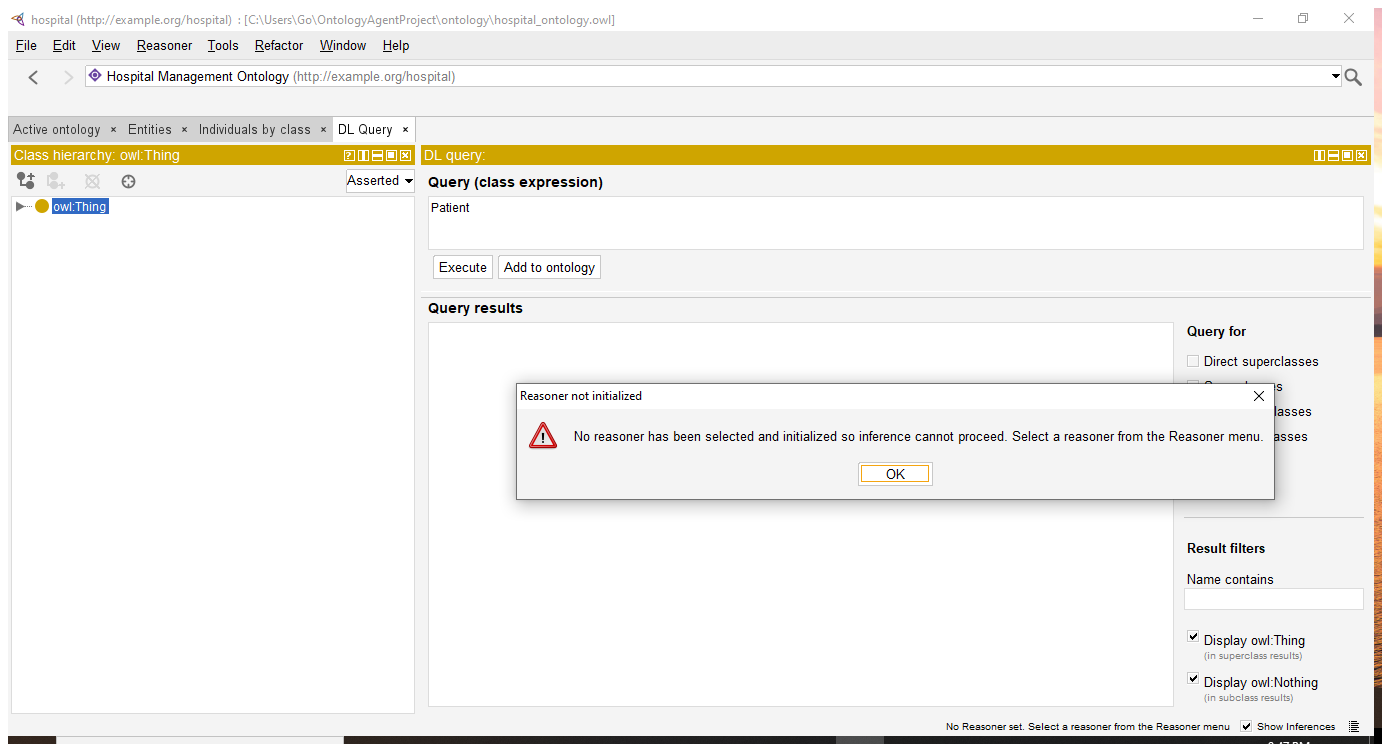 hospital (http://example.org/hospital) : [C:\Users\Go\OntologyAgentProject\ontology\hospital_ontology.owl]
File Edit View Reasoner Tools Refactor Window Help
Hospital Management Ontology (http://example.org/hospital)
Active ontology × Entities × Individuals by class × DL Query ×
Class hierarchy: owl:Thing
Asserted
owl:Thing
DL query:
Query (class expression)
Patient
Execute Add to ontology
Query results
Query for
Direct superclasses
Reasoner not initialized
No reasoner has been selected and initialized so inference cannot proceed. Select a reasoner from the Reasoner menu.
OK
Result filters
Name contains
Display owl:Thing
(in superclass results)
Display owl:Nothing
(in subclass results)
No Reasoner set. Select a reasoner from the Reasoner menu Show Inferences